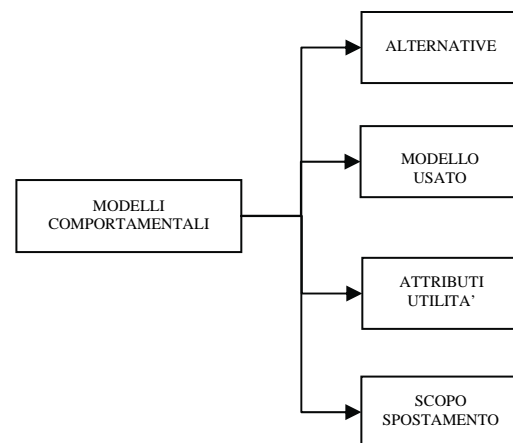 ALTERNATIVE
MODELLO
USATO
MODELLI
COMPORTAMENTALI
ATTRIBUTI
UTILITA’
SCOPO
SPOSTAMENTO